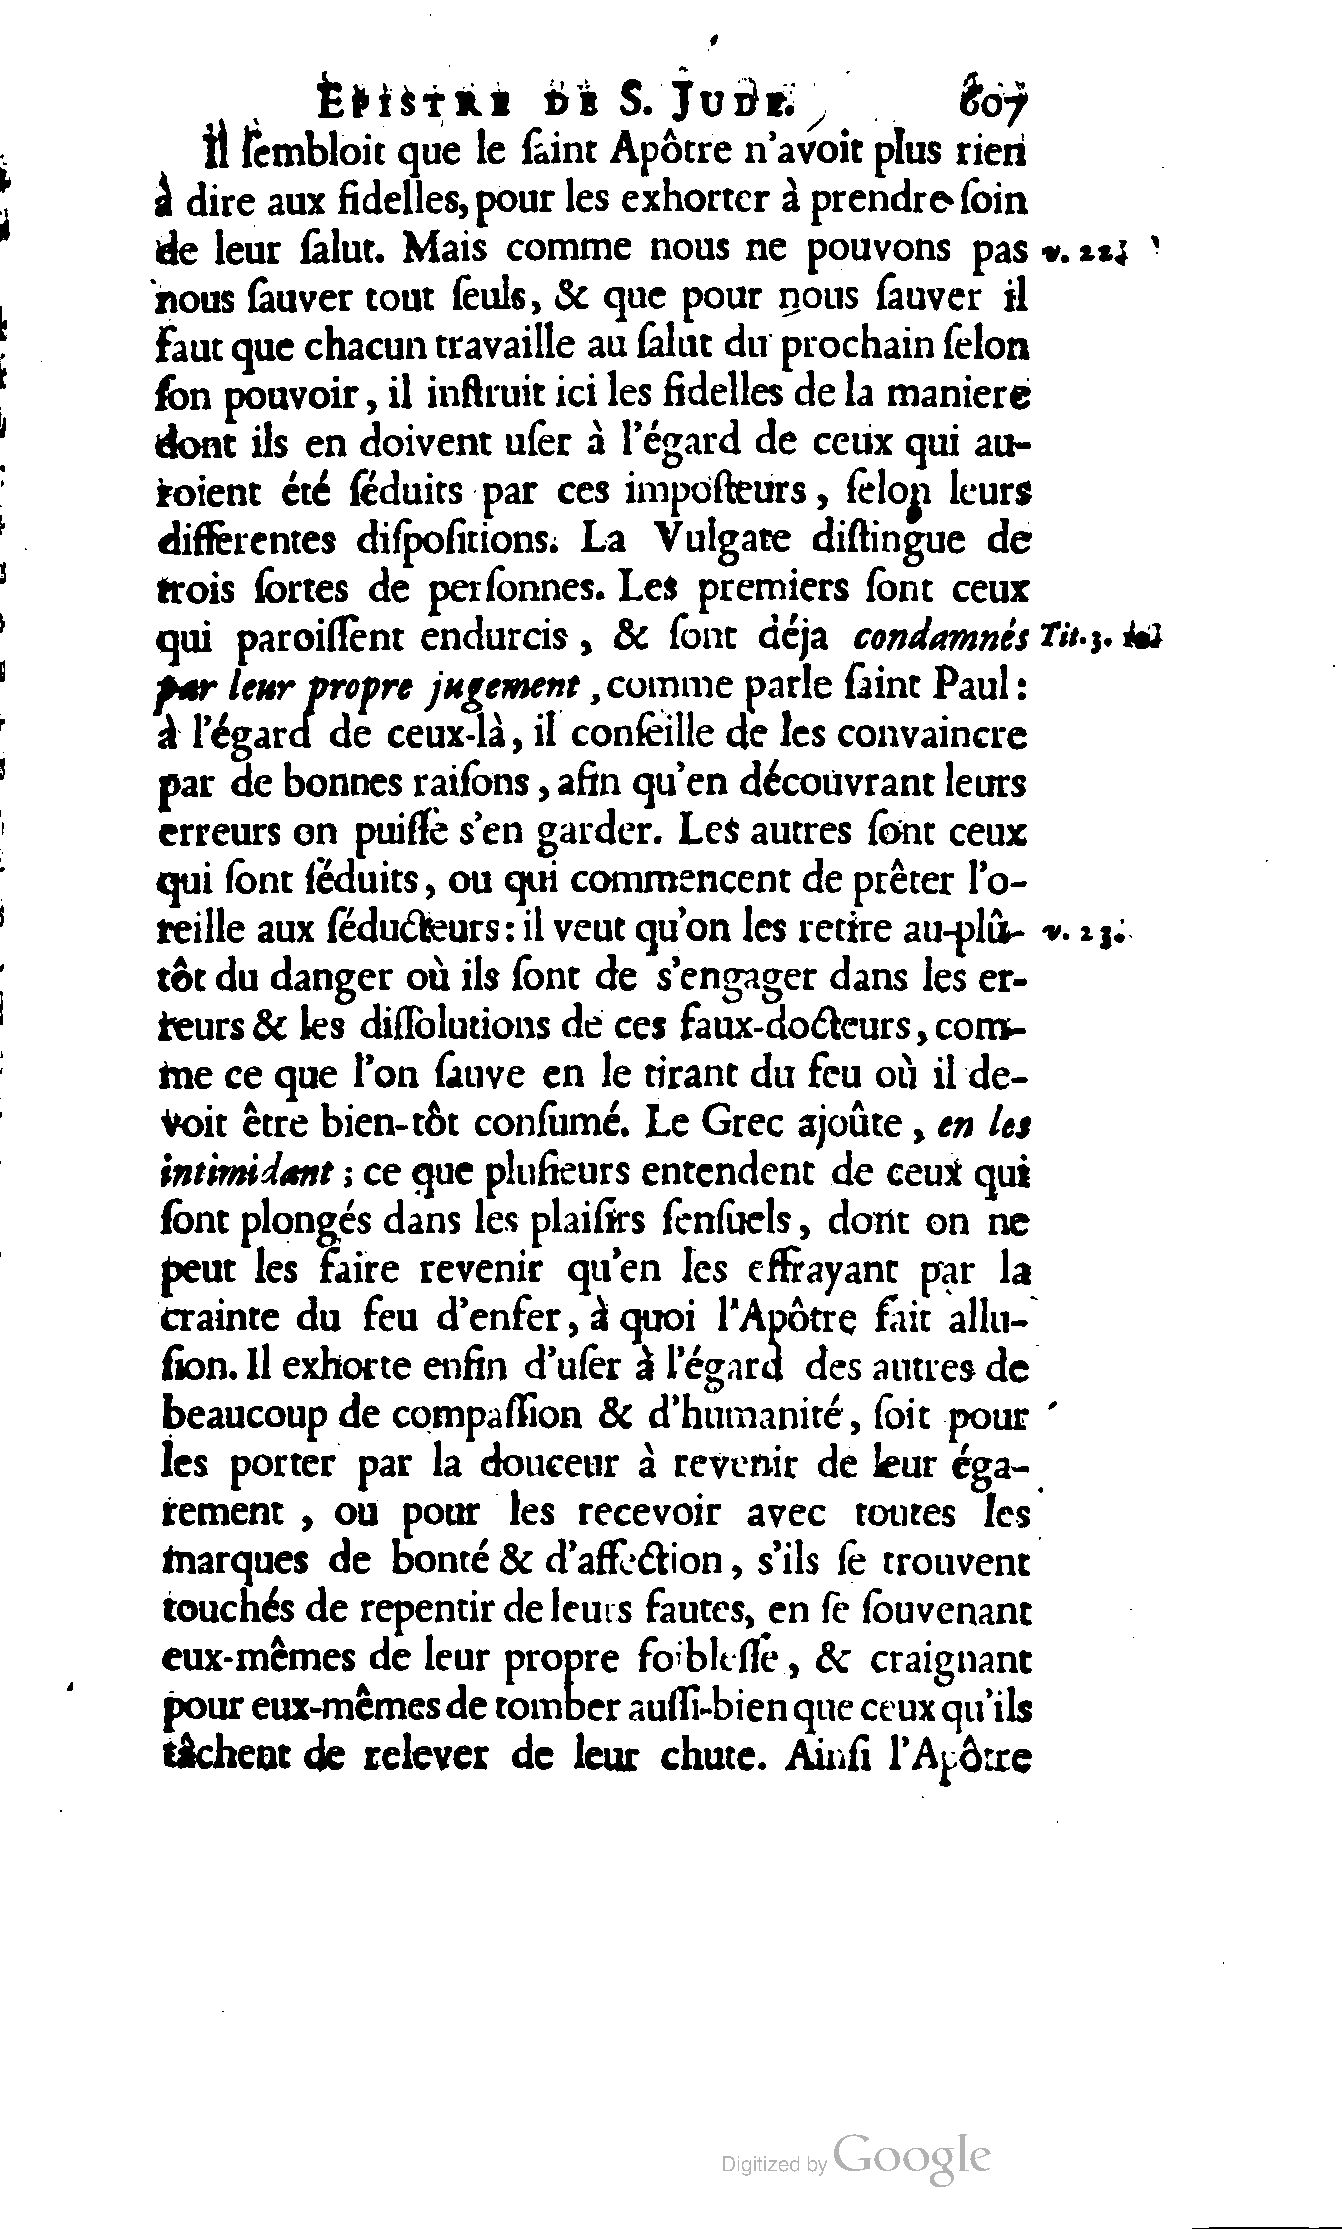 EPISTRE DE S. JUDE. 607
Il ſembloit que le ſaint Apôtre n'avoit plus rien
à dire aux fidelles, pour les exhorter à prendre ſoin
de leur ſalut. Mais comme nous ne pouvons pas v. 22.
nous ſauver tout ſeuls, & que pour nous ſauver il
faut que chacun travaille au ſalut du prochain ſelon
ſon pouvoir, il inſtruit ici les fidelles de la maniere
dont ils en doivent uſer à l'égard de ceux qui au-
roient été ſéduits par ces impoſteurs, ſelon leurs
differentes diſpoſitions. La Vulgate diſtingue de
trois ſortes de perſonnes. Les premiers ſont ceux
qui paroiſſent endurcis, & ſont déja condamnés Tit. 3.
par leur propre jugement, comme parle ſaint Paul:
à l'égard de ceux-là, il conſeille de les convaincre
par de bonnes raiſons, afin qu'en découvrant leurs
erreurs on puiſſe s'en garder. Les autres ſont ceux
qui ſont ſéduits, ou qui commencent de prêter l'o-
reille aux ſéducteurs: il veut qu'on les retire au-plû- v. 23.
tôt du danger où ils ſont de s'engager dans les er-
reurs & les diſſolutions de ces faux-docteurs, com-
me ce que l'on ſauve en le tirant du feu où il de-
voit être bien-tôt conſumé. Le Grec ajoûte, en les
intimidant; ce que pluſieurs entendent de ceux qui
ſont plongés dans les plaiſirs ſenſuels, dont on ne
peut les faire revenir qu'en les effrayant par la
crainte du feu d'enfer, à quoi l'Apôtre fait allu-
ſion. Il exhorte enfin d'uſer à l'égard des autres de
beaucoup de compaſſion & d'humanité, ſoit pour
les porter par la douceur à revenir de leur éga-
rement, ou pour les recevoir avec toutes les
marques de bonté & d'affection, s'ils ſe trouvent
touchés de repentir de leurs fautes, en ſe ſouvenant
eux-mêmes de leur propre foibleſſe, & craignant
pour eux-mêmes de tomber auſſi-bien que ceux qu'ils
tâchent de relever de leur chute. Ainſi l'Apôtre
Digitized by Google